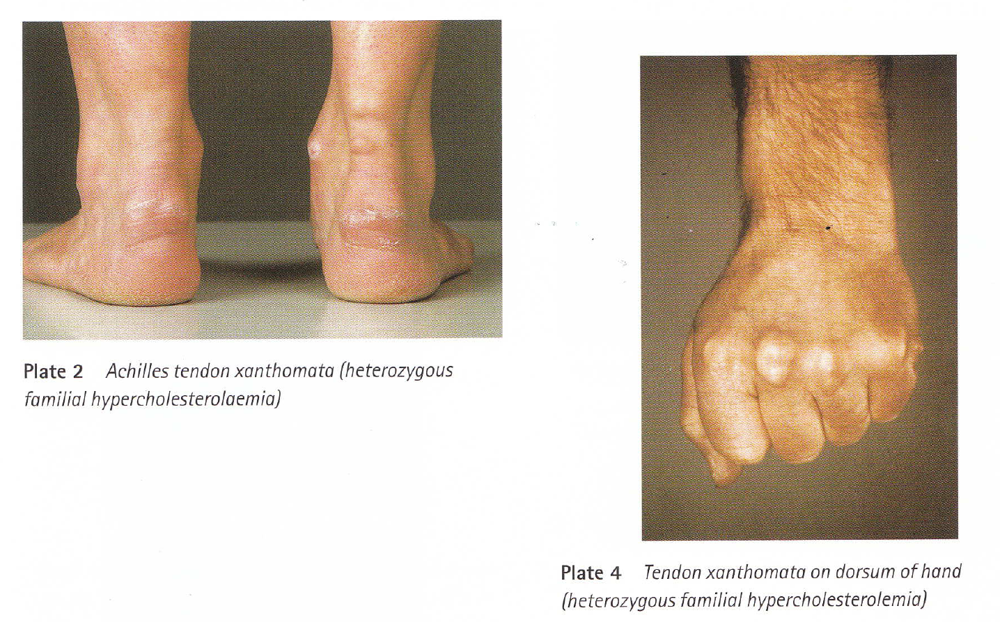 Plate 2 Achilles tendon xanthomata (heterozygous
familial hypercholesterolaemia)
Plate 4 Tendon xanthomata on dorsum of hand
(heterozygous familial hypercholesterolemia)